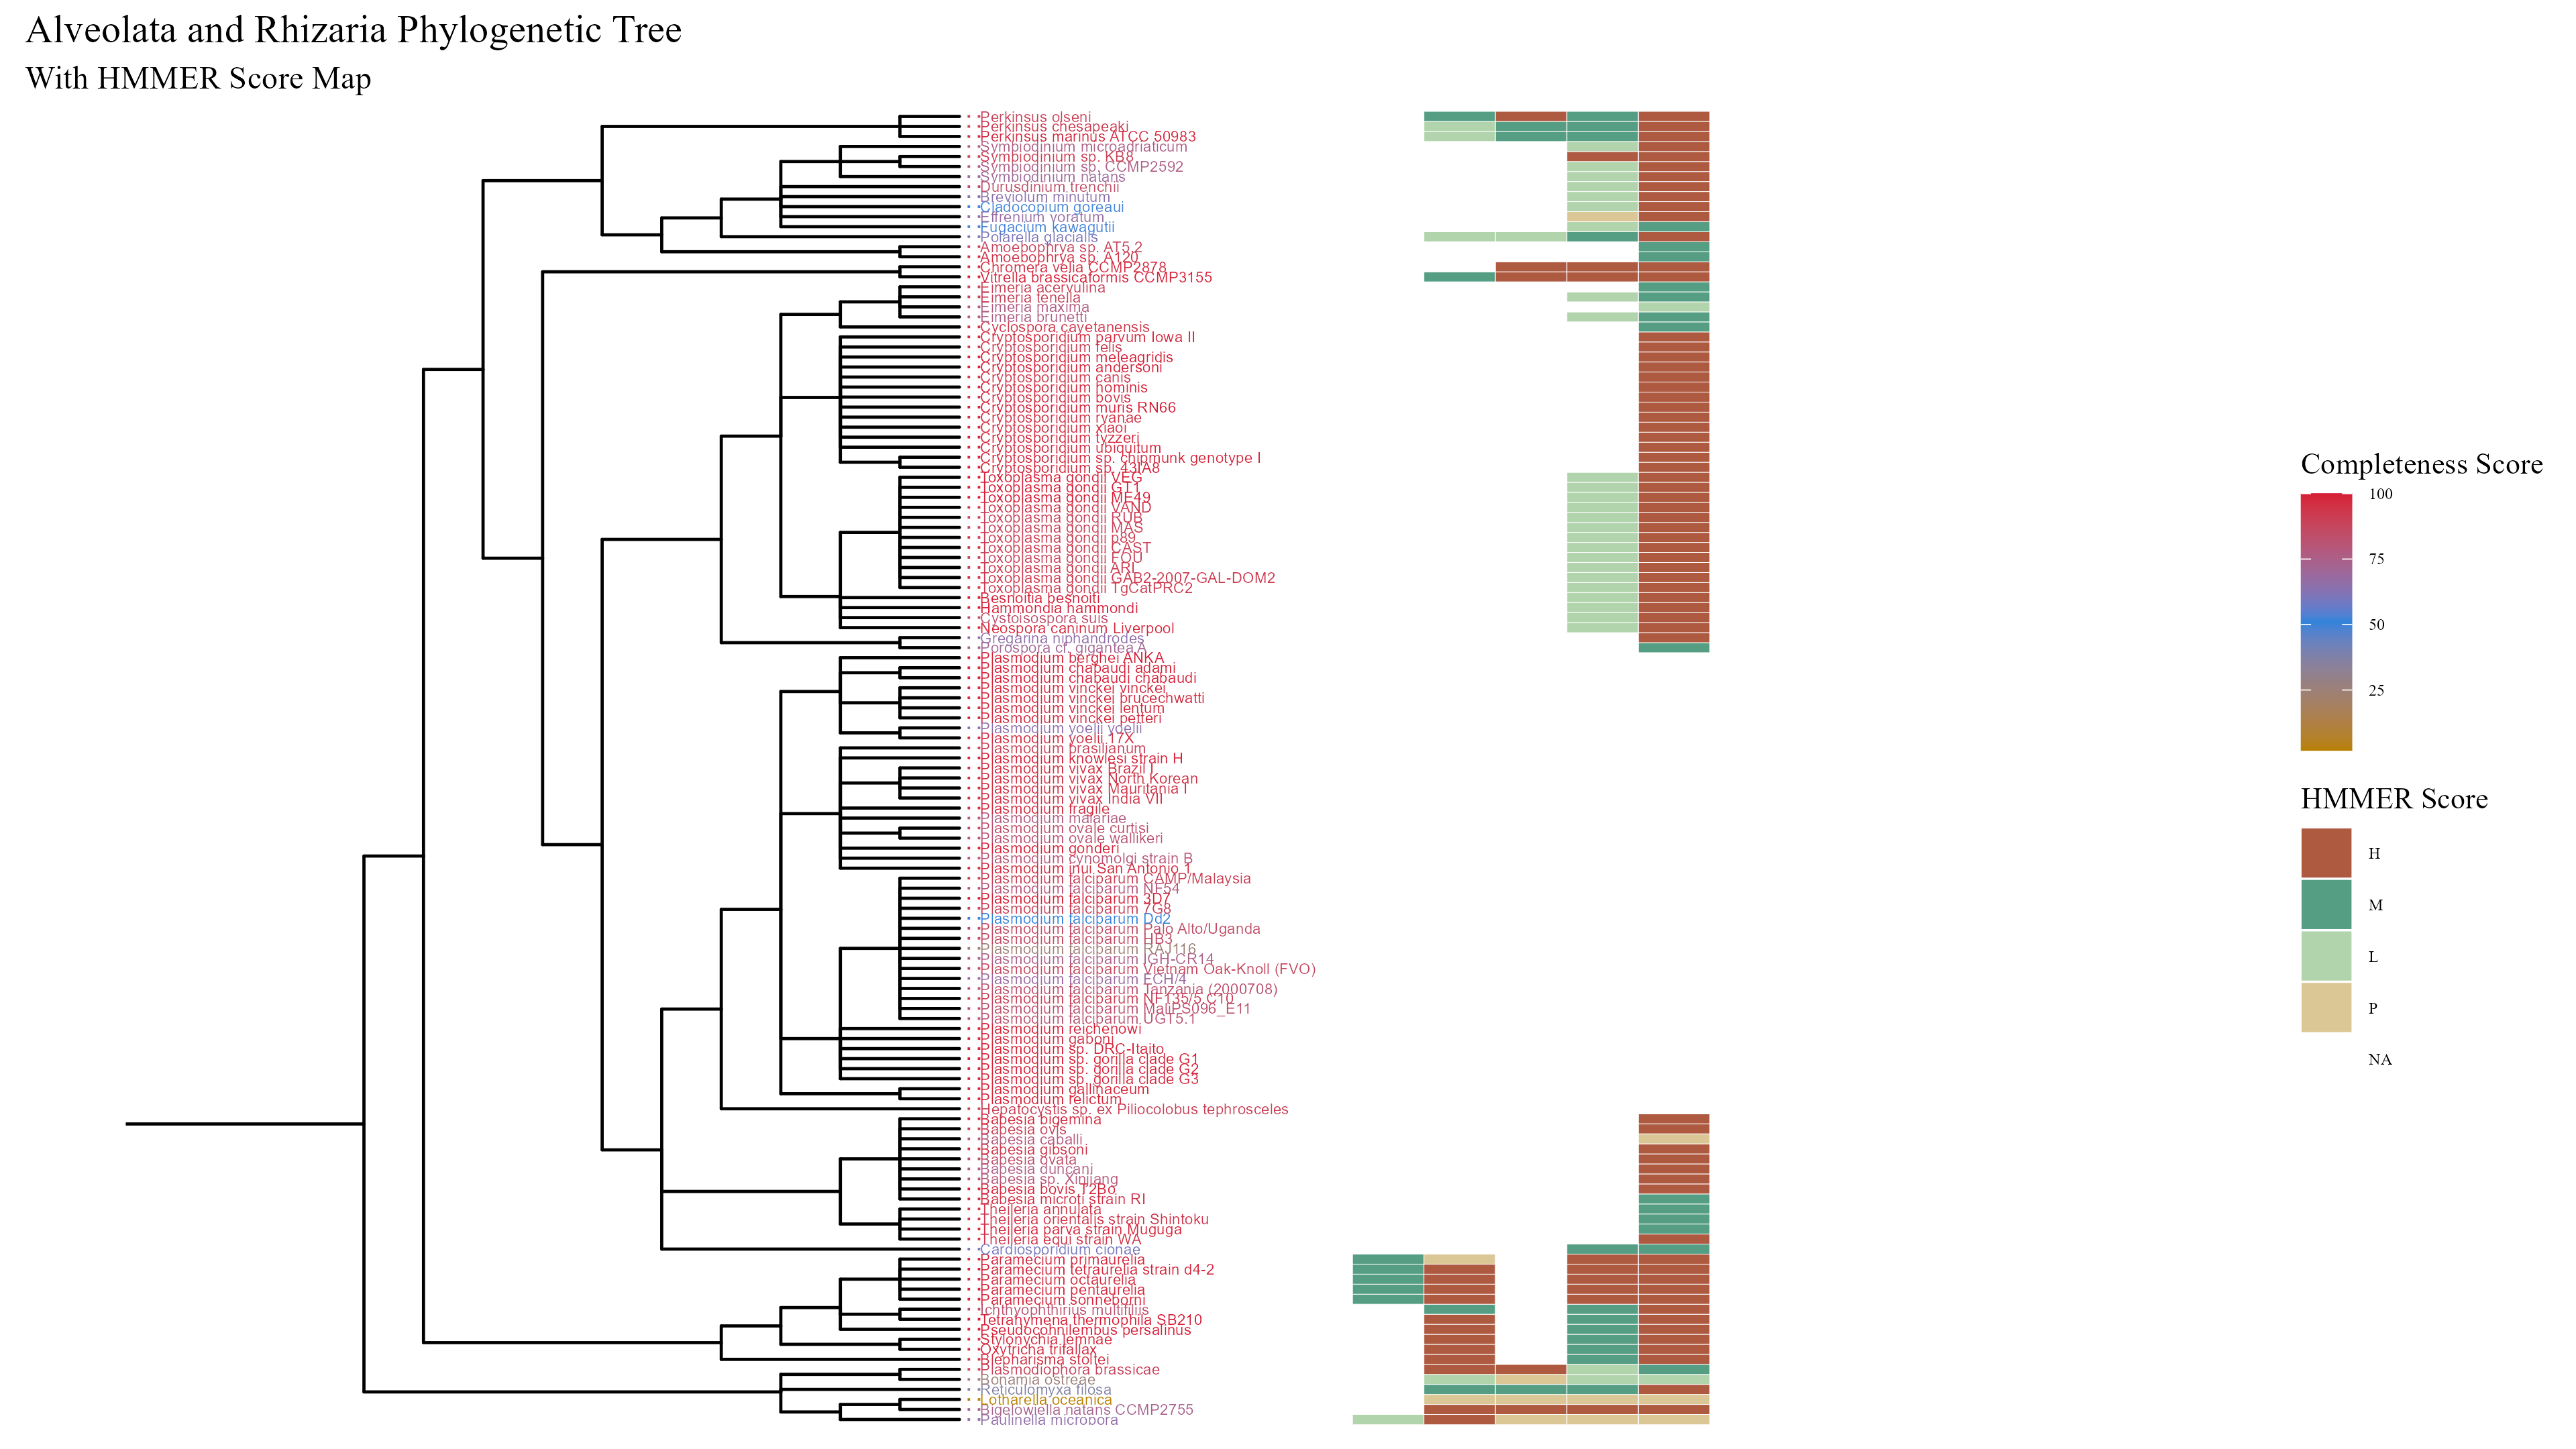 Alveolata and Rhizaria Phylogenetic Tree
With HMMER Score Map
Perkinsus olseni
Perkinsus chesapeaki
Perkinsus marinus ATCC 50983
Symbiodinium microadriaticum
Symbiodinium sp. KB8
Symbiodinium sp. CCMP2592
Symbiodinium natans
Durusdinium trenchii
Breviolum minutum
Cladocopium goreaui
Effrenium voratum
Fugacium kawagutii
Polarella glacialis
Amoebophrya sp. AT5.2
Amoebophrya sp. A120
Chromera velia CCMP2878
Vitrella brassicaformis CCMP3155
Eimeria acervulina
Eimeria tenella
Eimeria maxima
Eimeria brunetti
Cyclospora cayetanensis
Cryptosporidium parvum Iowa II
Cryptosporidium felis
Cryptosporidium meleagridis
Cryptosporidium andersoni
Cryptosporidium canis
Cryptosporidium hominis
Cryptosporidium bovis
Cryptosporidium muris RN66
Cryptosporidium ryanae
Cryptosporidium xiaoi
Cryptosporidium tyzzeri
Cryptosporidium ubiquitum
Cryptosporidium sp. chipmunk genotype I
Cryptosporidium sp. 43IA8
Toxoplasma gondii VEG
Toxoplasma gondii GT1
Toxoplasma gondii ME49
Toxoplasma gondii VAND
Toxoplasma gondii RUB
Toxoplasma gondii MAS
Toxoplasma gondii p89
Toxoplasma gondii CAST
Toxoplasma gondii FOU
Toxoplasma gondii ARI
Toxoplasma gondii GAB2-2007-GAL-DOM2
Toxoplasma gondii TgCatPRC2
Besnoitia besnoiti
Hammondia hammondi
Cystoisospora suis
Neospora caninum Liverpool
Gregarina niphandrodes
Porospora cf. gigantea A
Plasmodium berghei ANKA
Plasmodium chabaudi adami
Plasmodium chabaudi chabaudi
Plasmodium vinckei vinckei
Plasmodium vinckei brucechwatti
Plasmodium vinckei lentum
Plasmodium vinckei petteri
Plasmodium yoelii yoelii
Plasmodium yoelii 17X
Plasmodium brasilianum
Plasmodium knowlesi strain H
Plasmodium vivax Brazil I
Plasmodium vivax North Korean
Plasmodium vivax Mauritania I
Plasmodium vivax India VII
Plasmodium fragile
Plasmodium malariae
Plasmodium ovale curtisi
Plasmodium ovale wallikeri
Plasmodium gonderi
Plasmodium cynomolgi strain B
Plasmodium inui San Antonio 1
Plasmodium falciparum CAMP/Malaysia
Plasmodium falciparum NF54
Plasmodium falciparum 3D7
Plasmodium falciparum 7G8
Plasmodium falciparum Dd2
Plasmodium falciparum Palo Alto/Uganda
Plasmodium falciparum HB3
Plasmodium falciparum RAJ116
Plasmodium falciparum IGH-CR14
Plasmodium falciparum Vietnam Oak-Knoll (FVO)
Plasmodium falciparum FCH/4
Plasmodium falciparum Tanzania (2000708)
Plasmodium falciparum NF135/5.C10
Plasmodium falciparum MaliPS096_E11
Plasmodium falciparum UGT5.1
Plasmodium reichenowi
Plasmodium gaboni
Plasmodium sp. DRC-Itaito
Plasmodium sp. gorilla clade G1
Plasmodium sp. gorilla clade G2
Plasmodium sp. gorilla clade G3
Plasmodium gallinaceum
Plasmodium relictum
Hepatocystis sp. ex Piliocolobus tephrosceles
Babesia bigemina
Babesia ovis
Babesia caballi
Babesia gibsoni
Babesia ovata
Babesia duncani
Babesia sp. Xinjiang
Babesia bovis T2Bo
Babesia microti strain RI
Theileria annulata
Theileria orientalis strain Shintoku
Theileria parva strain Muguga
Theileria equi strain WA
Cardiosporidium cionae
Paramecium primaurelia
Paramecium tetraurelia strain d4-2
Paramecium octaurelia
Paramecium pentaurelia
Paramecium sonneborni
Ichthyophthirius multifiliis
Tetrahymena thermophila SB210
Pseudocohnilembus persalinus
Stylonychia lemnae
Oxytricha trifallax
Blepharisma stoltei
Plasmodiophora brassicae
Bonamia ostreae
Reticulomyxa filosa
Lotharella oceanica
Bigelowiella natans CCMP2755
Paulinella micropora
Completeness Score
100
75
50
25
HMMER Score
H
M
L
P
NA